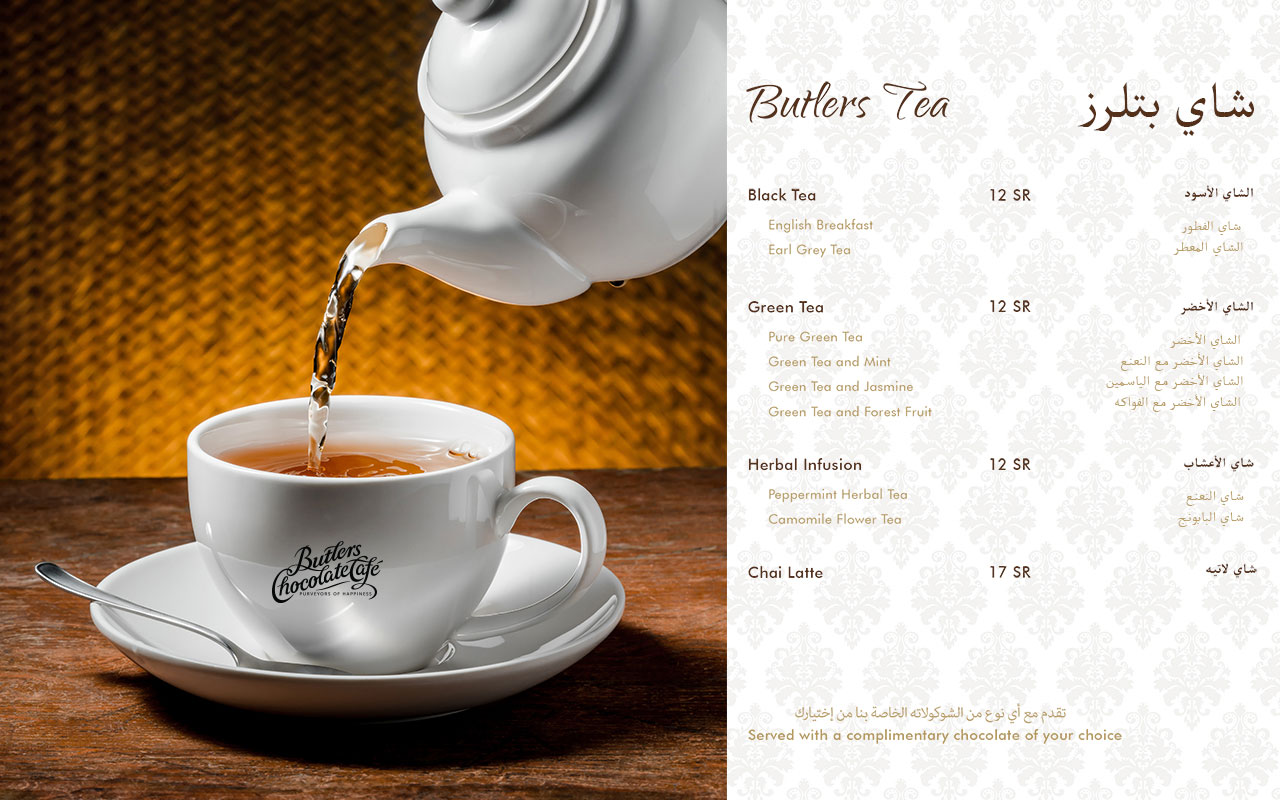 Butlers
Chocolate Café
PURVEYORS OF HAPPINESS
Butlers Tea
شاي بتلرز
Black Tea 12 SR الشاي الأسود
English Breakfast شاي الفطور
Earl Grey Tea الشاي المعطر
Green Tea 12 SR الشاي الأخضر
Pure Green Tea الشاي الأخضر
Green Tea and Mint الشاي الأخضر مع النعنع
Green Tea and Jasmine الشاي الأخضر مع الياسمين
Green Tea and Forest Fruit الشاي الأخضر مع الفواكه
Herbal Infusion 12 SR شاي الأعشاب
Peppermint Herbal Tea شاي النعنع
Camomile Flower Tea شاي البابونج
Chai Latte 17 SR شاي لاتيه
تقدم مع أي نوع من الشوكولاته الخاصة بنا من إختيارك
Served with a complimentary chocolate of your choice